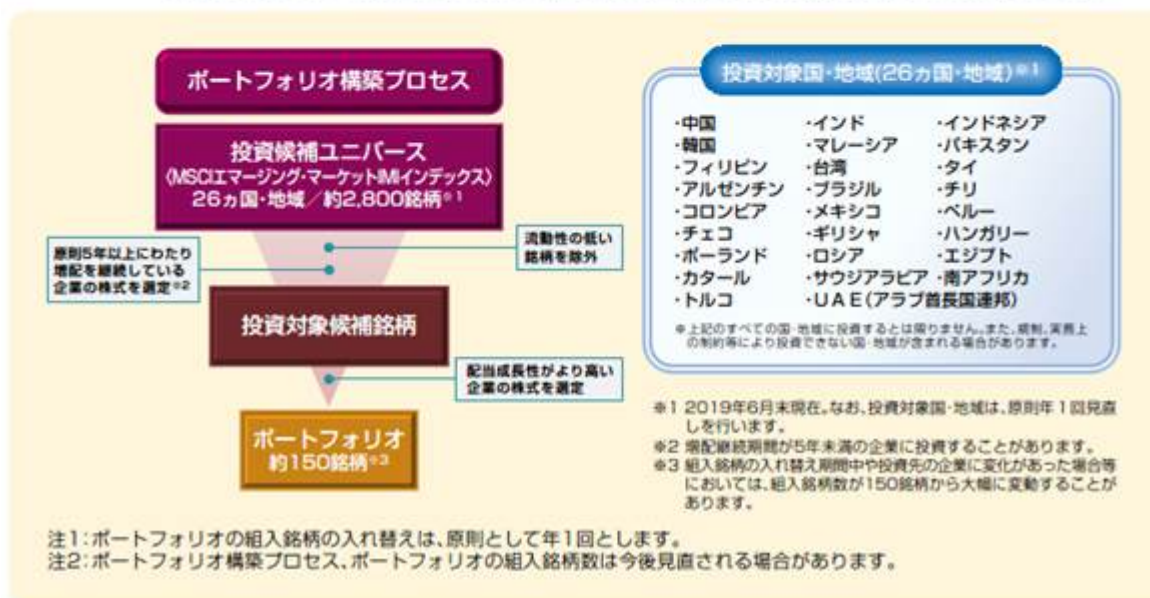 ポートフォリオ構築プロセス
投資候補ユニバース
(MSCIエマージング・マーケットIMIインデックス)
26ヵ国・地域/約2,800銘柄※1
流動性の低い
銘柄を除外
原則5年以上にわたり
増配を継続している
企業の株式を選定※2
投資対象候補銘柄
配当成長性がより高い
企業の株式を選定
ポートフォリオ
約150銘柄※3
投資対象国・地域(26ヵ国・地域)※1
・中国 ・インド ・インドネシア
・韓国 ・マレーシア ・パキスタン
・フィリピン ・台湾 ・タイ
・アルゼンチン ・ブラジル ・チリ
・コロンビア ・メキシコ ・ペルー
・チェコ ・ギリシャ ・ハンガリー
・ポーランド ・ロシア ・エジプト
・カタール ・サウジアラビア ・南アフリカ
・トルコ ・UAE(アラブ首長国連邦)
※上記のすべての国・地域に投資するとは限りません。また、規制、実務上
の制約等により投資できない国・地域が含まれる場合があります。
※1 2019年6月末現在。なお、投資対象国・地域は、原則年1回見直
しを行います。
※2 増配継続期間が5年未満の企業に投資することがあります。
※3 組入銘柄の入れ替え期間中や投資先の企業に変化があった場合等
においては、組入銘柄数が150銘柄から大幅に変動することが
あります。
注1:ポートフォリオの組入銘柄の入れ替えは、原則として年1回とします。
注2:ポートフォリオ構築プロセス、ポートフォリオの組入銘柄数は今後見直される場合があります。